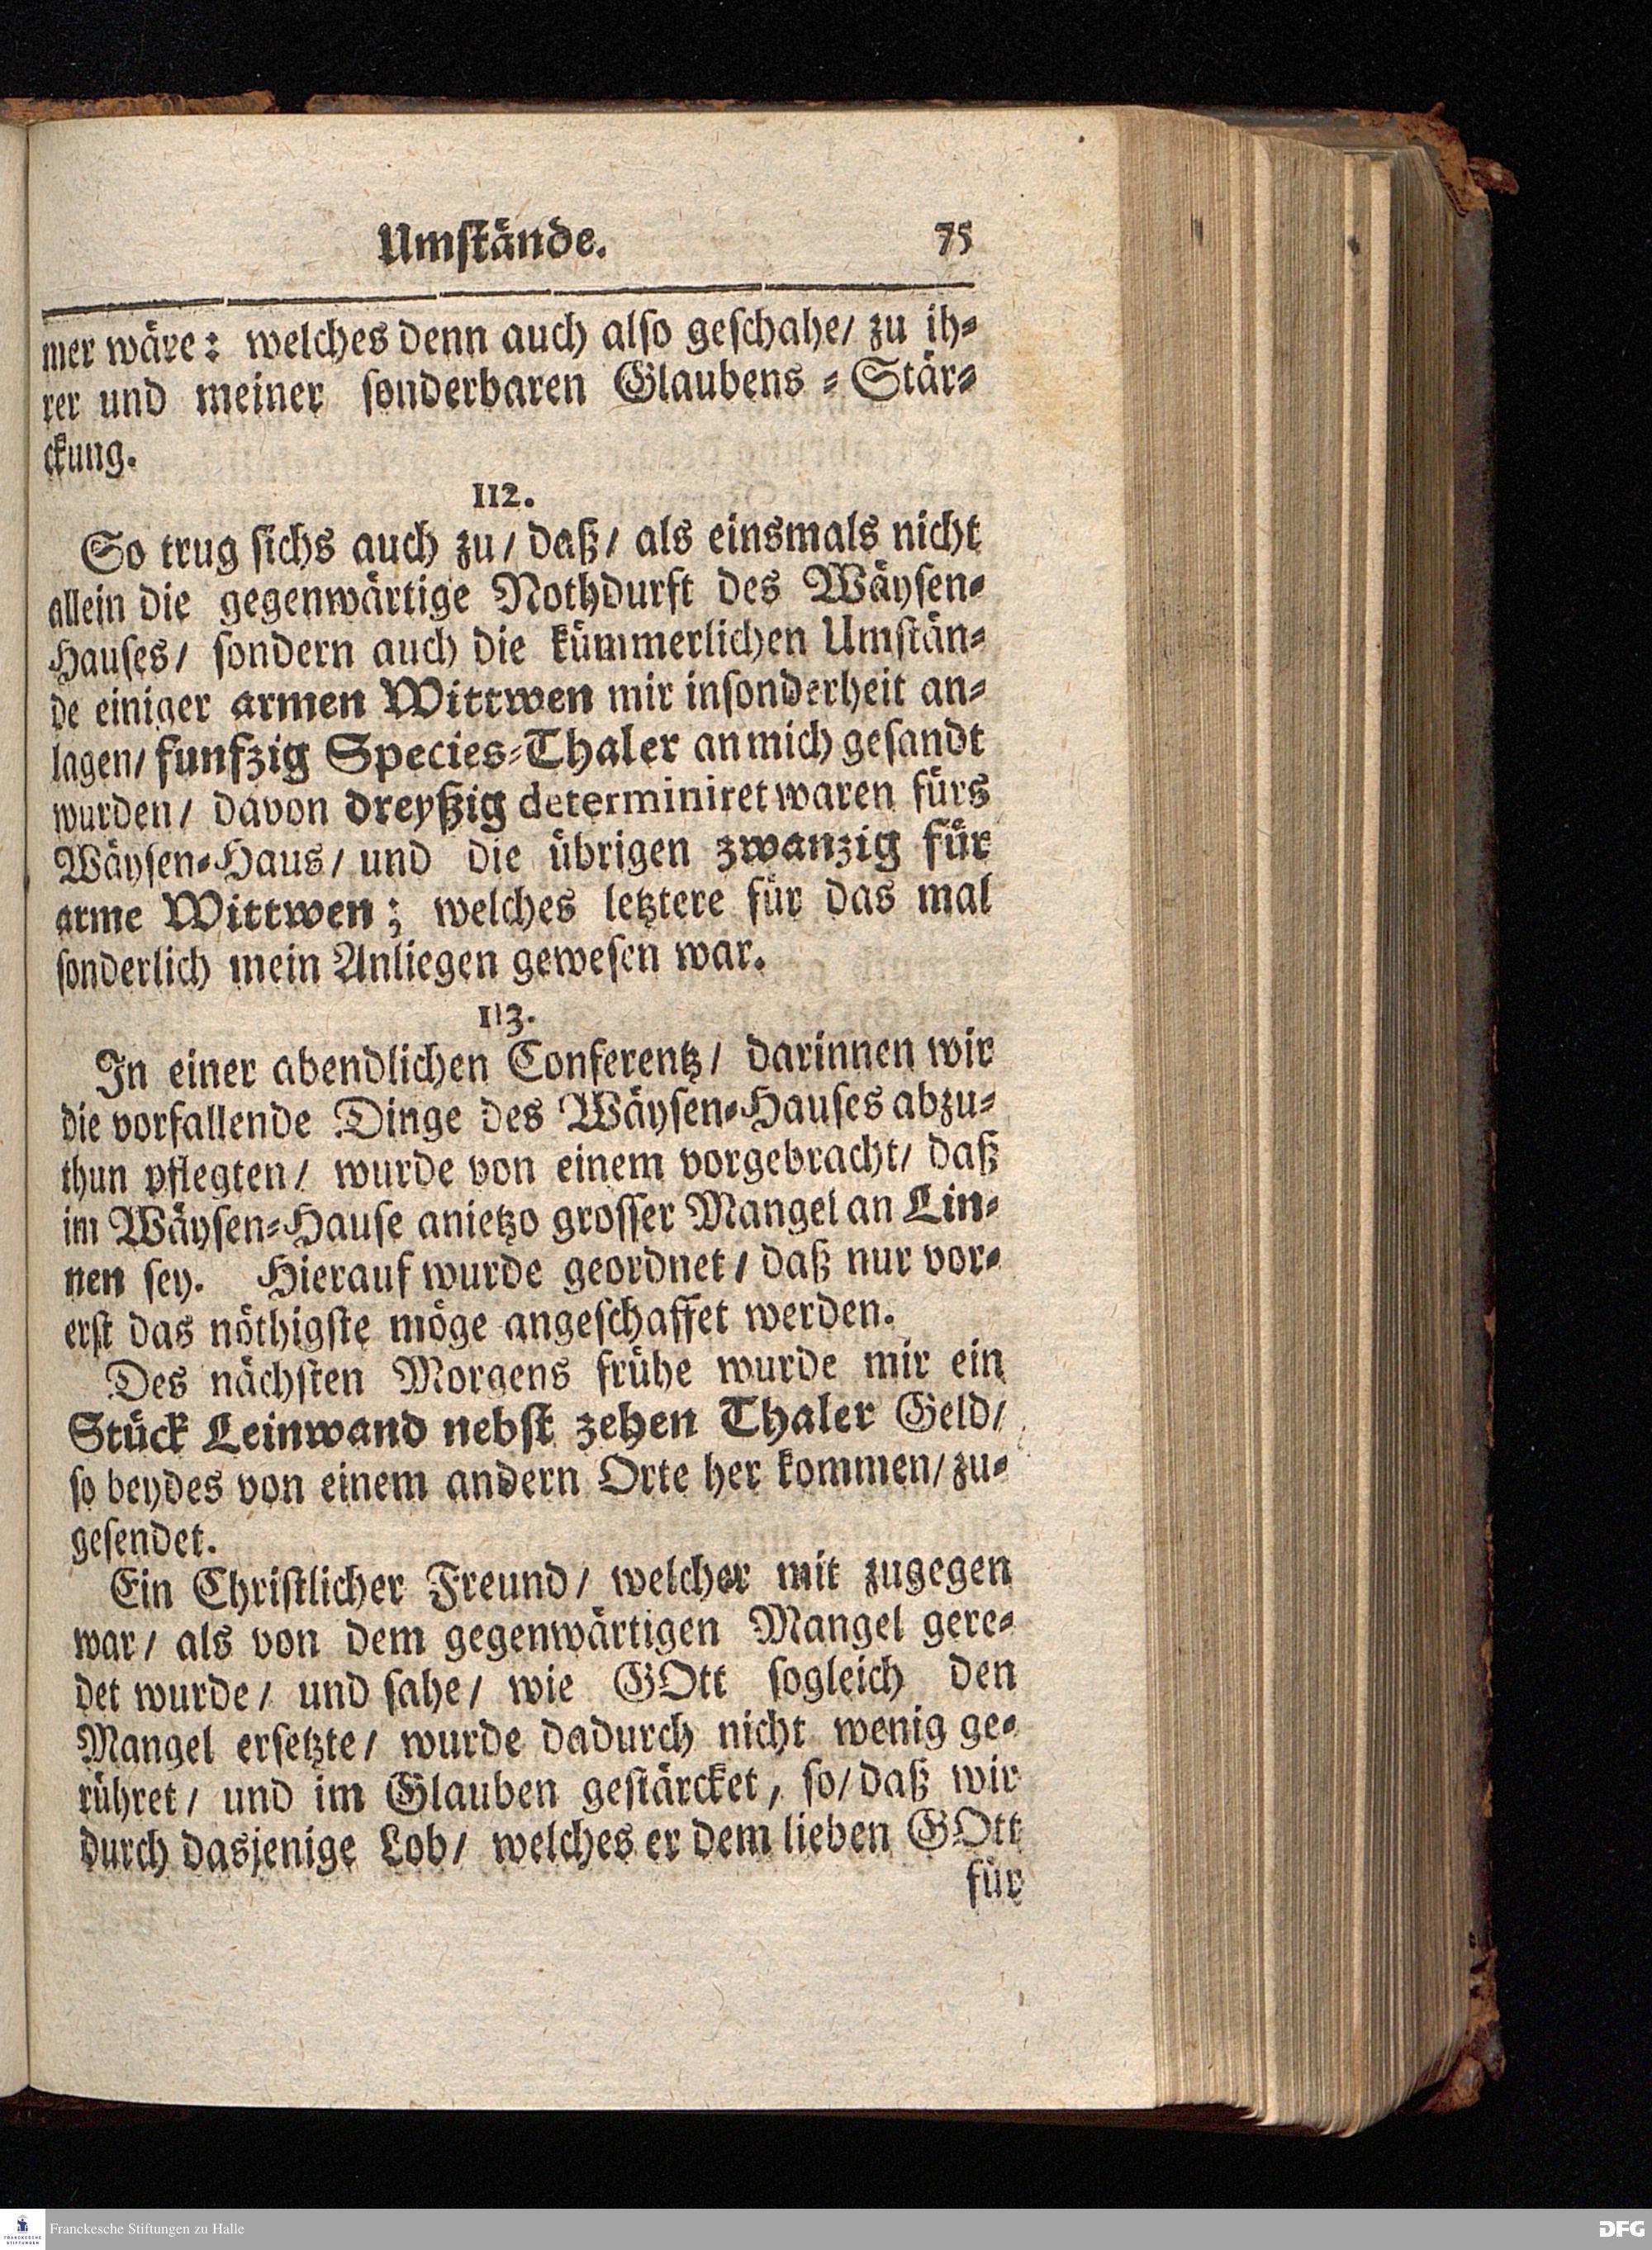 Umſtände. 75
mer wäre: welches denn auch alſo geſchahe/ zu ih⸗
rer und meiner ſonderbaren Glaubens ⸗ Stär⸗
ckung.
112.
So trug ſichs auch zu/ daß/ als einsmals nicht
allein die gegenwärtige Nothdurft des Wäyſen⸗
Hauſes/ ſondern auch die kümmerlichen Umſtän⸗
de einiger armen Wittwen mir inſonderheit an⸗
lagen/ funfzig Species⸗Thaler an mich geſandt
wurden/ davon dreyßig determiniret waren fürs
Wäyſen⸗Haus/ und die übrigen zwanzig für
arme Wittwen; welches letztere für das mal
ſonderlich mein Anliegen geweſen war.
113.
In einer abendlichen Conferentz/ darinnen wir
die vorfallende Dinge des Wäyſen⸗Hauſes abzu⸗
thun pflegten/ wurde von einem vorgebracht/ daß
im Wäyſen⸗Hauſe anietzo groſſer Mangel an Lin⸗
nen ſey. Hierauf wurde geordnet/ daß nur vor⸗
erſt das nöthigſte möge angeſchaffet werden.
Des nächſten Morgens frühe wurde mir ein
Stück Leinwand nebſt zehen Thaler Geld/
ſo beydes von einem andern Orte her kommen/ zu⸗
geſendet.
Ein Chriſtlicher Freund/ welcher mit zugegen
war/ als von dem gegenwärtigen Mangel gere⸗
det wurde/ und ſahe/ wie GOtt ſogleich den
Mangel erſetzte/ wurde dadurch nicht wenig ge⸗
rühret/ und im Glauben geſtärcket, ſo/ daß wir
durch dasjenige Lob/ welches er dem lieben GOtt
für
Franckesche Stiftungen zu Halle
FRANCKESCHE STIFTUNGEN
DFG